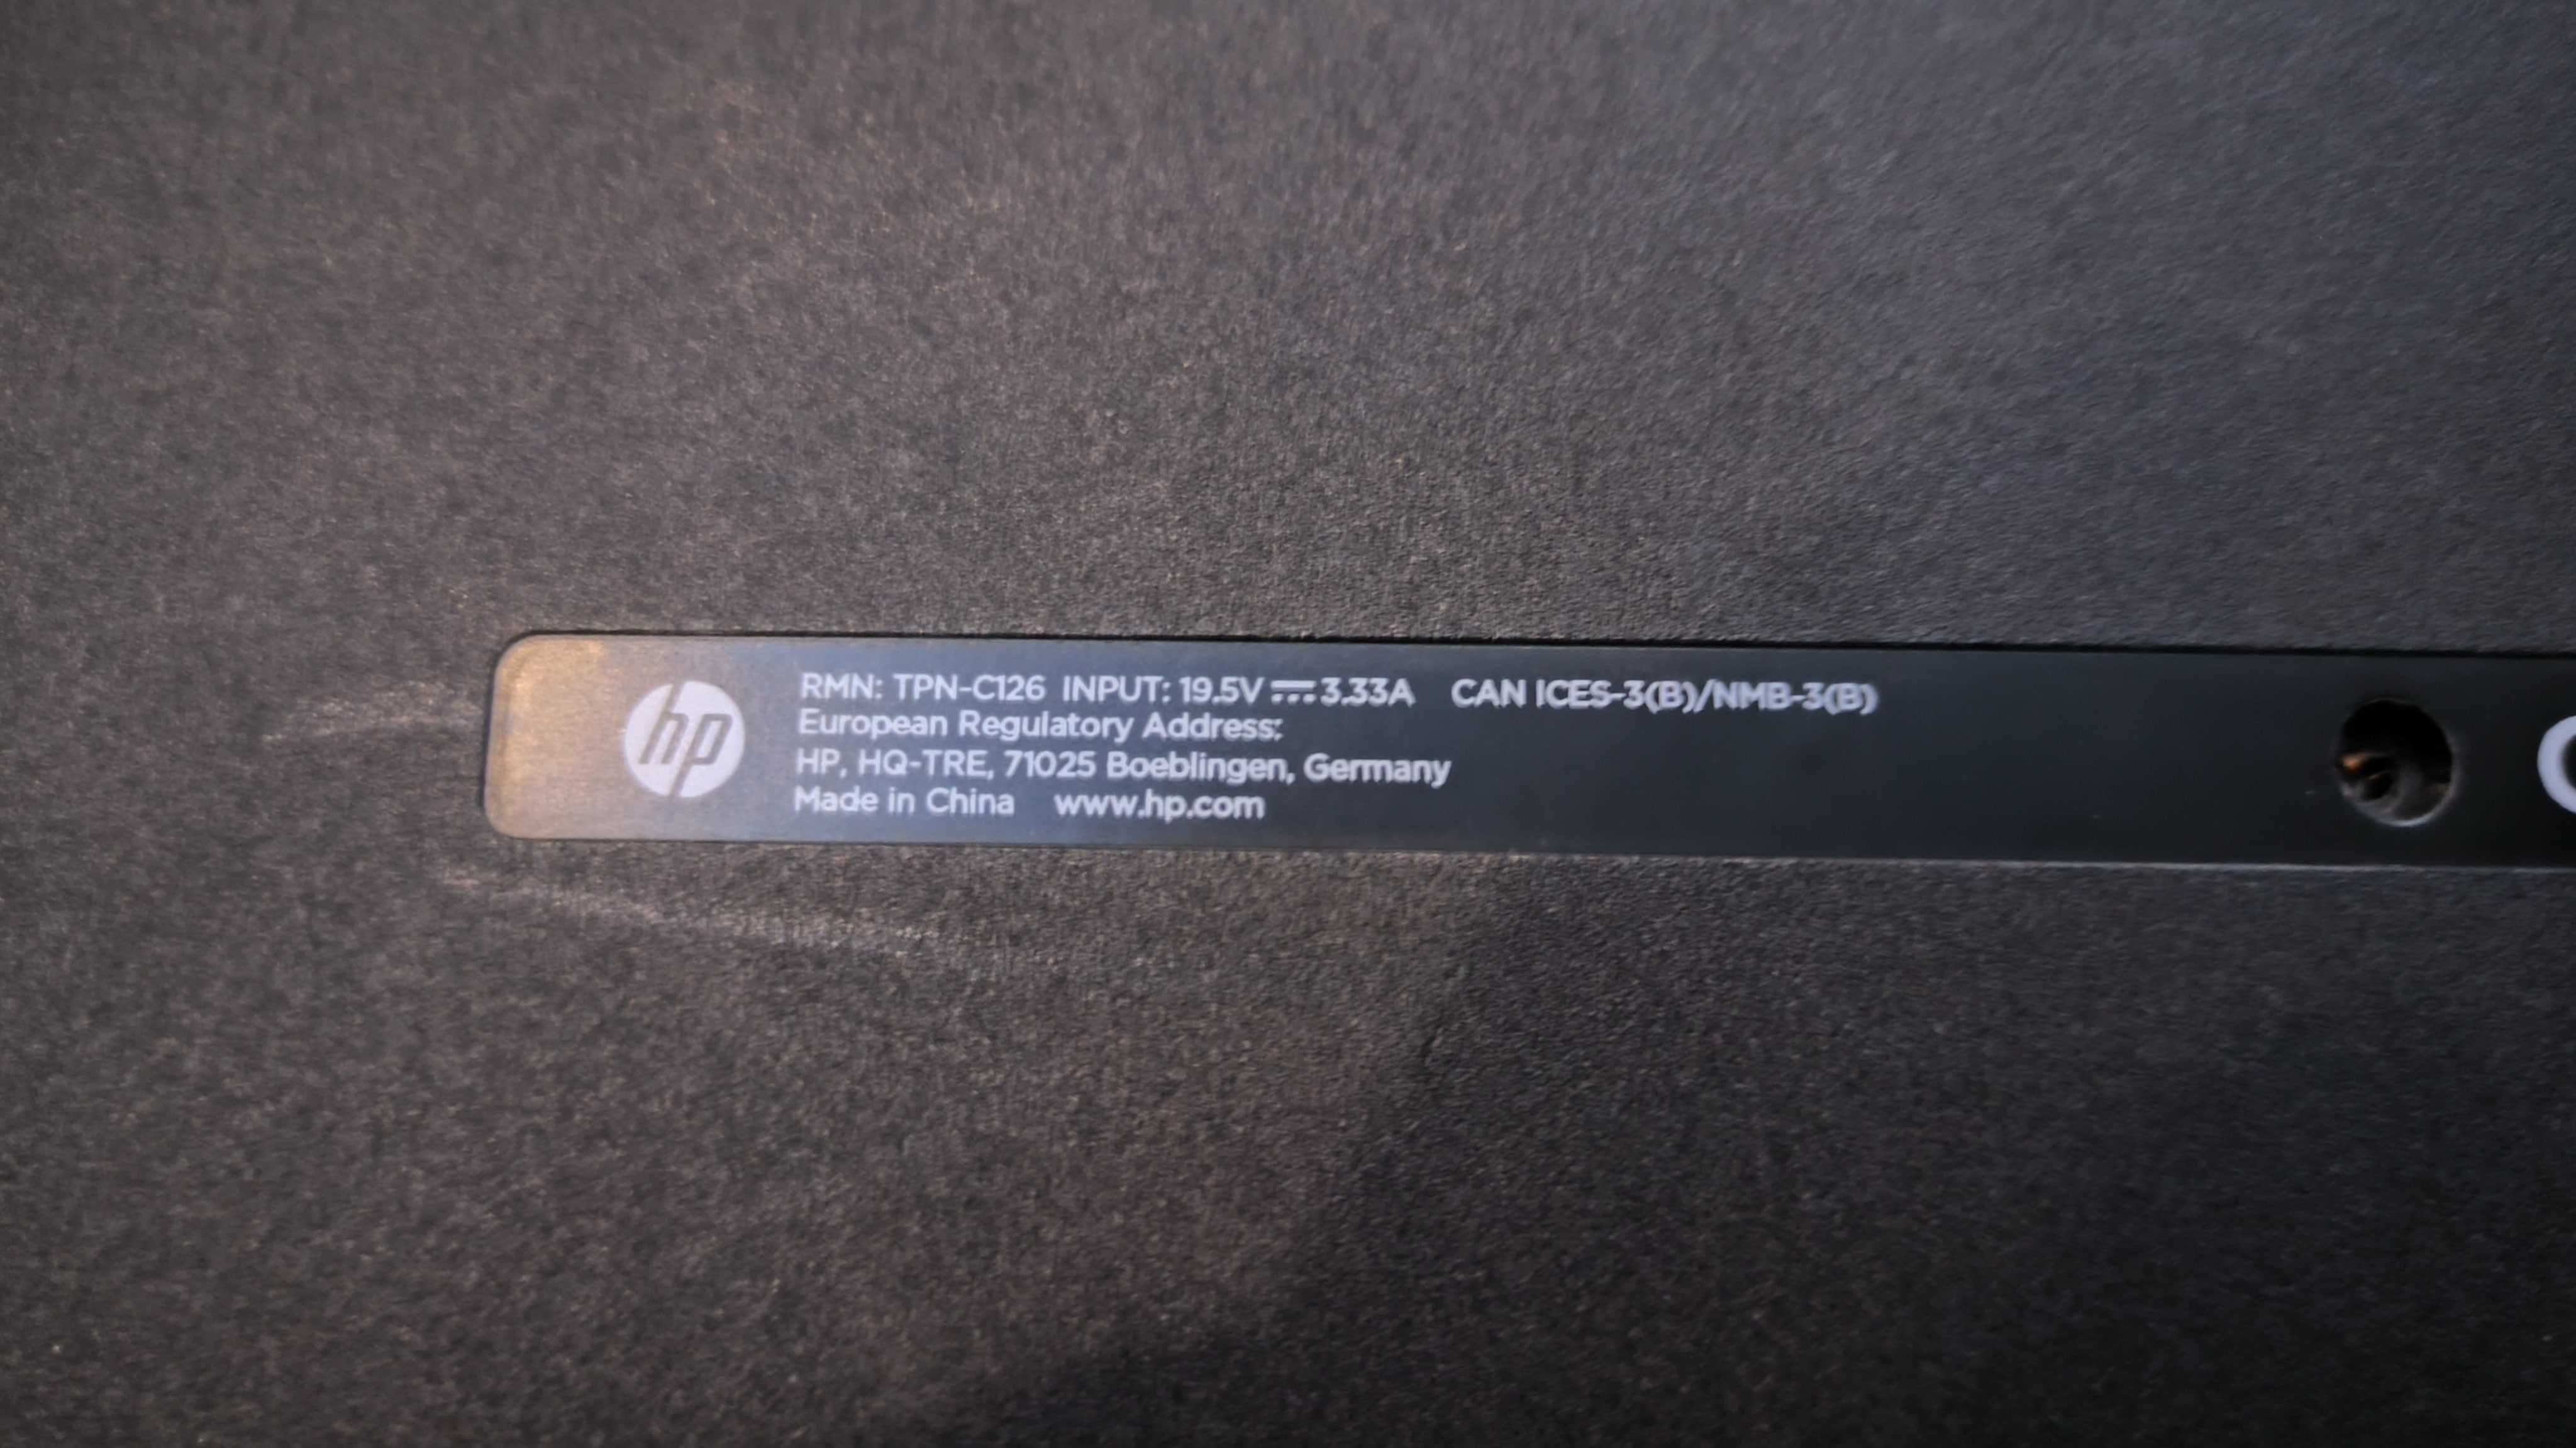 hp
RMN: TPN-C126 INPUT: 19.5V⎓3.33A CAN ICES-3(B)/NMB-3(B)
European Regulatory Address:
HP, HQ-TRE, 71025 Boeblingen, Germany
Made in China www.hp.com